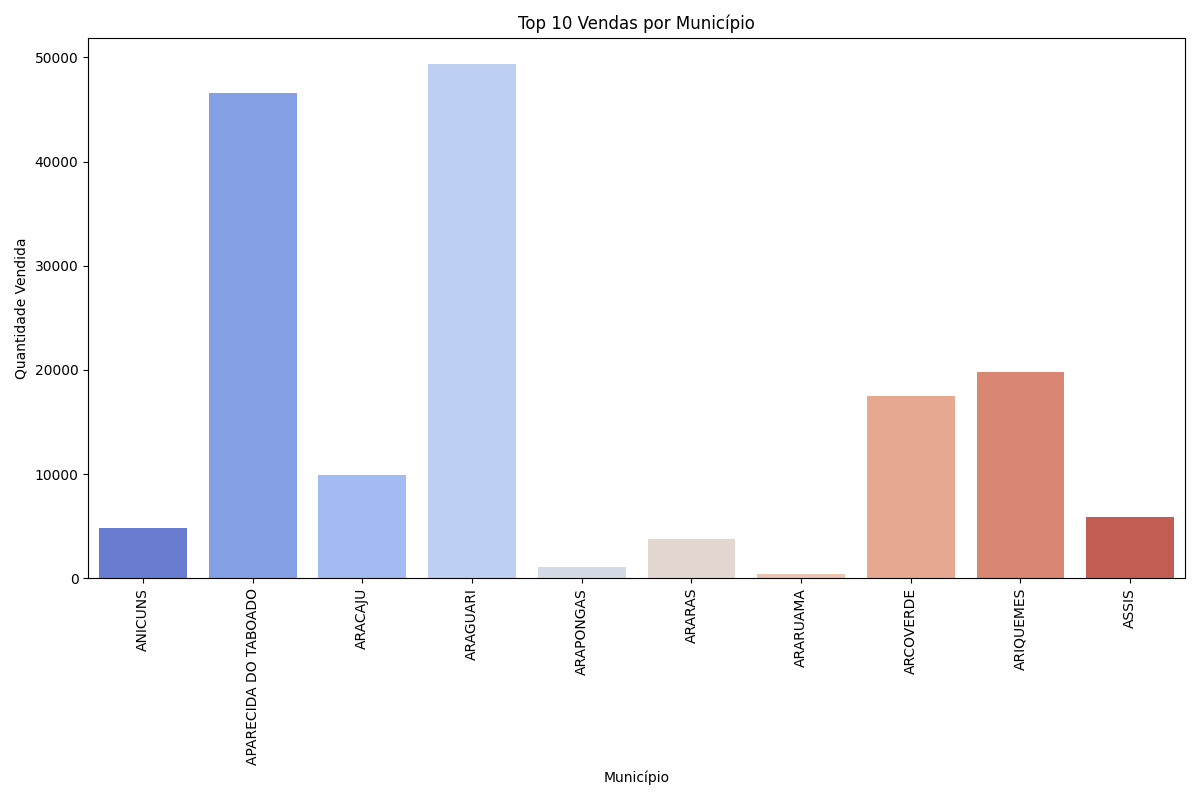 Top 10 Vendas por Município
50000
40000
30000
20000
10000
0
Quantidade Vendida
ANICUNS
APARECIDA DO TABOADO
ARACAJU
ARAGUARI
ARAPONGAS
ARARAS
ARARUAMA
ARCOVERDE
ARIQUEMES
ASSIS
Município